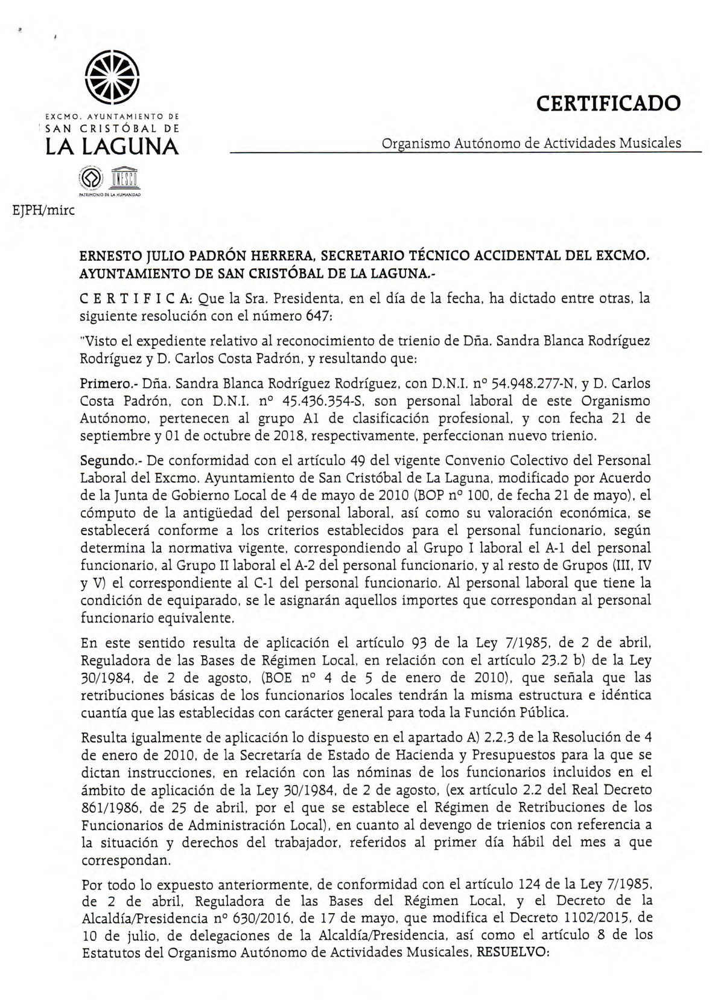 EXCMO. AYUNTAMIENTO DE
SAN CRISTÓBAL DE
LA LAGUNA
UNESCO
PATRIMONIO DE LA HUMANIDAD
CERTIFICADO
Organismo Autónomo de Actividades Musicales
EJPH/mirc
ERNESTO JULIO PADRÓN HERRERA, SECRETARIO TÉCNICO ACCIDENTAL DEL EXCMO.
AYUNTAMIENTO DE SAN CRISTÓBAL DE LA LAGUNA.-
C E R T I F I C A: Que la Sra. Presidenta, en el día de la fecha, ha dictado entre otras, la
siguiente resolución con el número 647:
"Visto el expediente relativo al reconocimiento de trienio de Dña. Sandra Blanca Rodríguez
Rodríguez y D. Carlos Costa Padrón, y resultando que:
Primero.- Dña. Sandra Blanca Rodríguez Rodríguez, con D.N.I. nº 54.948.277-N, y D. Carlos
Costa Padrón, con D.N.I. nº 45.436.354-S, son personal laboral de este Organismo
Autónomo, pertenecen al grupo A1 de clasificación profesional, y con fecha 21 de
septiembre y 01 de octubre de 2018, respectivamente, perfeccionan nuevo trienio.
Segundo.- De conformidad con el artículo 49 del vigente Convenio Colectivo del Personal
Laboral del Excmo. Ayuntamiento de San Cristóbal de La Laguna, modificado por Acuerdo
de la Junta de Gobierno Local de 4 de mayo de 2010 (BOP nº 100, de fecha 21 de mayo), el
cómputo de la antigüedad del personal laboral, así como su valoración económica, se
establecerá conforme a los criterios establecidos para el personal funcionario, según
determina la normativa vigente, correspondiendo al Grupo I laboral el A-1 del personal
funcionario, al Grupo II laboral el A-2 del personal funcionario, y al resto de Grupos (III, IV
y V) el correspondiente al C-1 del personal funcionario. Al personal laboral que tiene la
condición de equiparado, se le asignarán aquellos importes que correspondan al personal
funcionario equivalente.
En este sentido resulta de aplicación el artículo 93 de la Ley 7/1985, de 2 de abril,
Reguladora de las Bases de Régimen Local, en relación con el artículo 23.2 b) de la Ley
30/1984, de 2 de agosto, (BOE nº 4 de 5 de enero de 2010), que señala que las
retribuciones básicas de los funcionarios locales tendrán la misma estructura e idéntica
cuantía que las establecidas con carácter general para toda la Función Pública.
Resulta igualmente de aplicación lo dispuesto en el apartado A) 2.2.3 de la Resolución de 4
de enero de 2010, de la Secretaría de Estado de Hacienda y Presupuestos para la que se
dictan instrucciones, en relación con las nóminas de los funcionarios incluidos en el
ámbito de aplicación de la Ley 30/1984, de 2 de agosto, (ex artículo 2.2 del Real Decreto
861/1986, de 25 de abril, por el que se establece el Régimen de Retribuciones de los
Funcionarios de Administración Local), en cuanto al devengo de trienios con referencia a
la situación y derechos del trabajador, referidos al primer día hábil del mes a que
correspondan.
Por todo lo expuesto anteriormente, de conformidad con el artículo 124 de la Ley 7/1985,
de 2 de abril, Reguladora de las Bases del Régimen Local, y el Decreto de la
Alcaldía/Presidencia nº 630/2016, de 17 de mayo, que modifica el Decreto 1102/2015, de
10 de julio, de delegaciones de la Alcaldía/Presidencia, así como el artículo 8 de los
Estatutos del Organismo Autónomo de Actividades Musicales, RESUELVO: